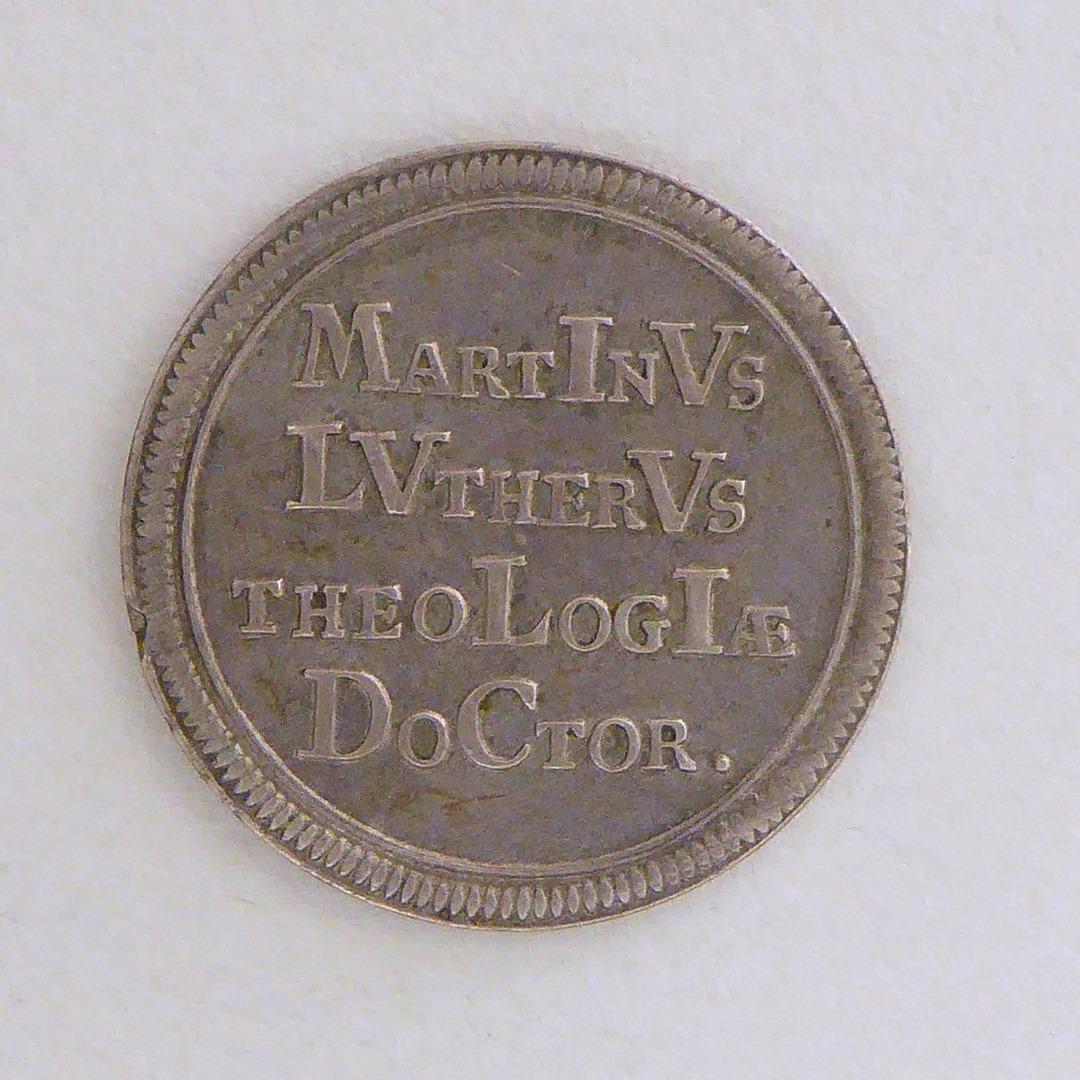 MARTINVS
LVTHERVS
THEOLOGIÆ
DOCTOR.